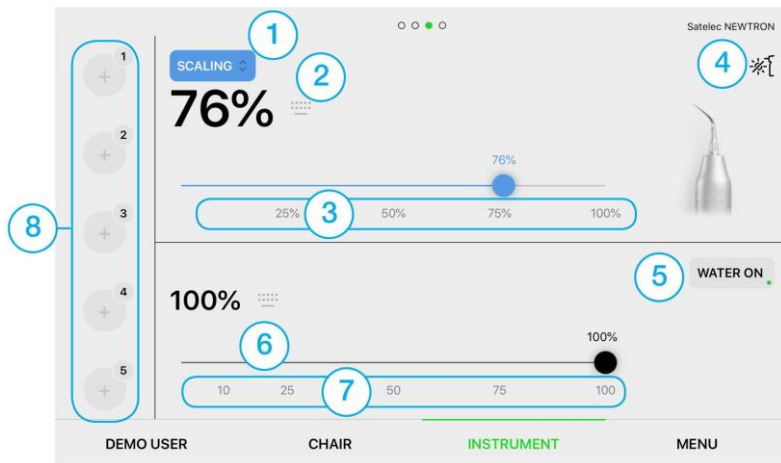 Satelec NEWTRON
1
SCALING
2
76%
4
1
2
3
4
5
8
76%
25% 3 50% 75% 100%
5
WATER ON
100%
6
100%
10 25 7 50 75 100
DEMO USER CHAIR INSTRUMENT MENU